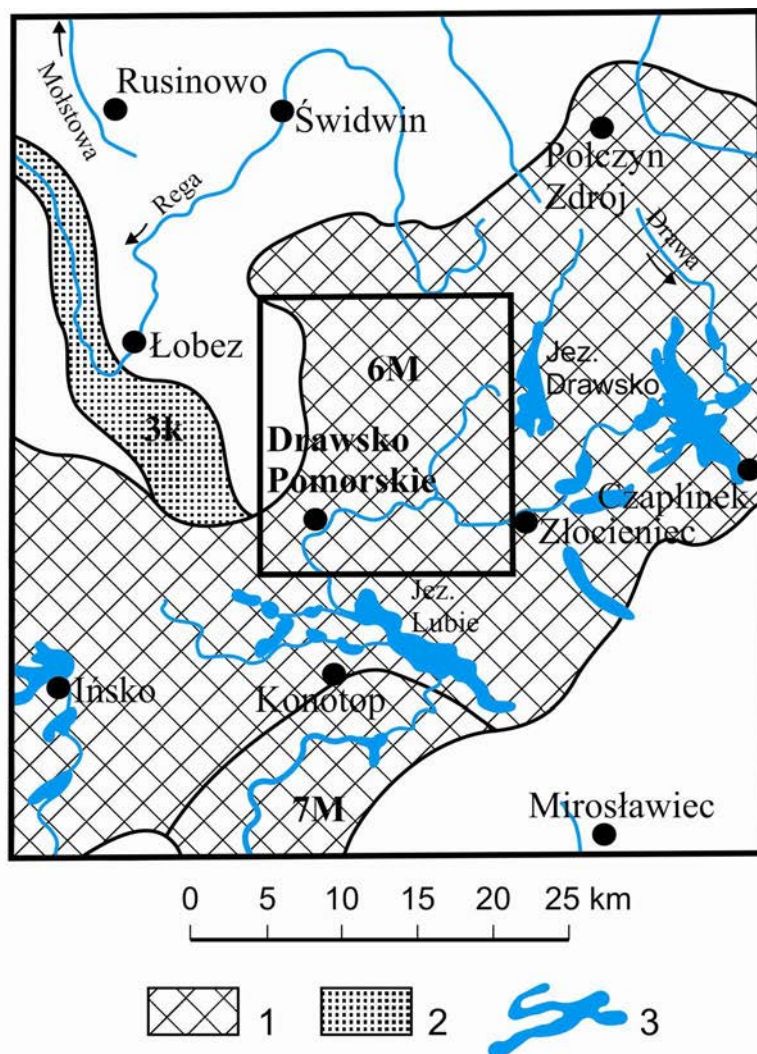 Mołstowa
Rusinowo
Świdwin
Rega
Połczyn
Zdrój
Drawa
Łobez
3k
6M
Jez.
Drawsko
Drawsko
Pomorskie
Czaplinek
Złocieniec
Jez.
Lubie
Ińsko
Konotop
7M
Mirosławiec
0 5 10 15 20 25 km
1 2 3